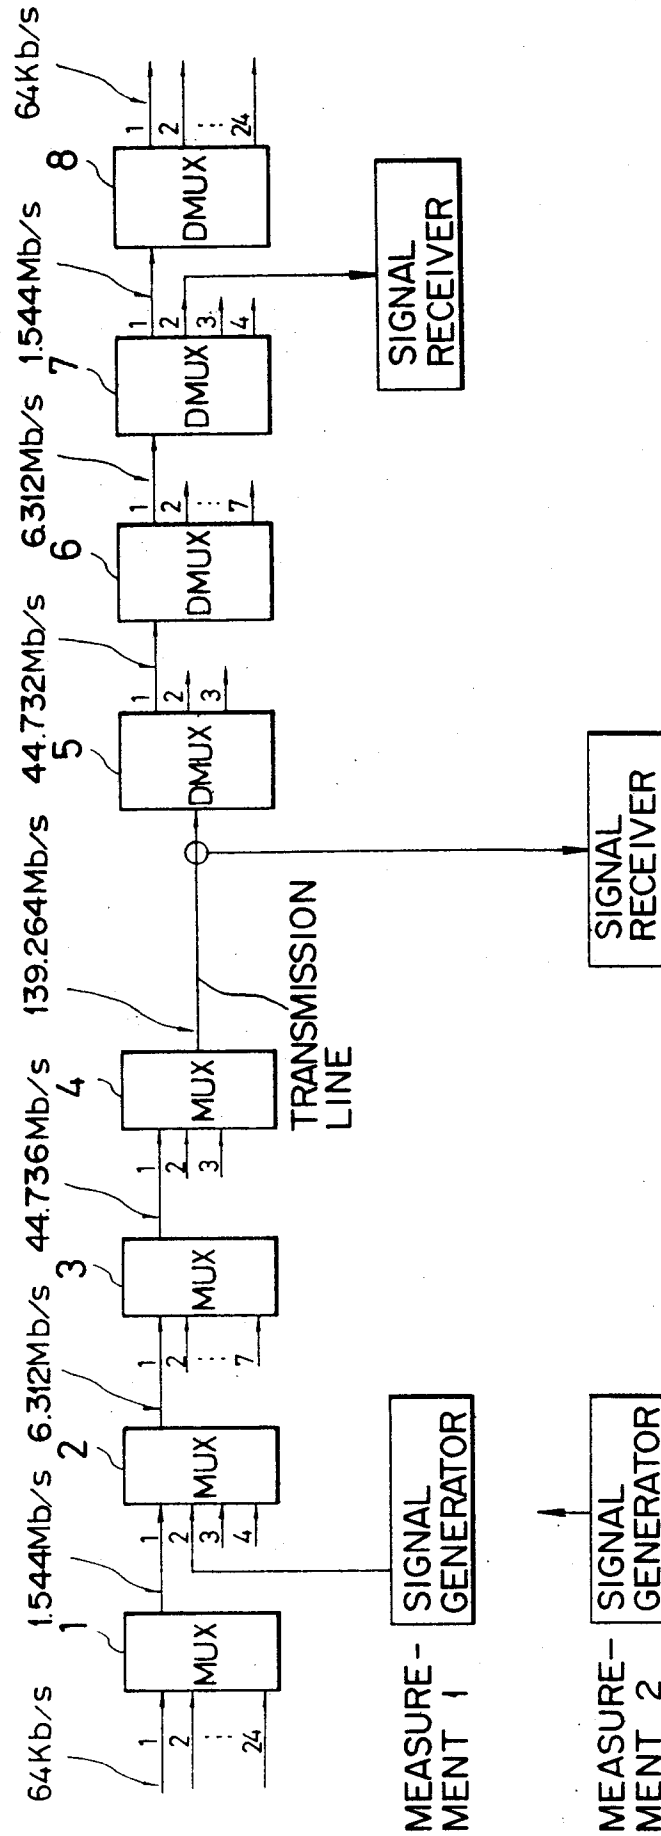 64Kb/s 1.544Mb/s 6.312Mb/s 44.736Mb/s 139.264Mb/s 44.732Mb/s 6.312Mb/s 1.544Mb/s 64Kb/s
1 2 3 4 5 6 7 8
1 1 1 1 1 1 1 1
2 2 2 2 2 2 2 2
⋮ 3 ⋮ 3 3 ⋮ 3 ⋮
24 4 7 7 4 24
MUX MUX MUX MUX DMUX DMUX DMUX DMUX
TRANSMISSION
LINE
MEASURE-
MENT 1
SIGNAL
GENERATOR
SIGNAL
RECEIVER
MEASURE-
MENT 2
SIGNAL
GENERATOR
SIGNAL
RECEIVER